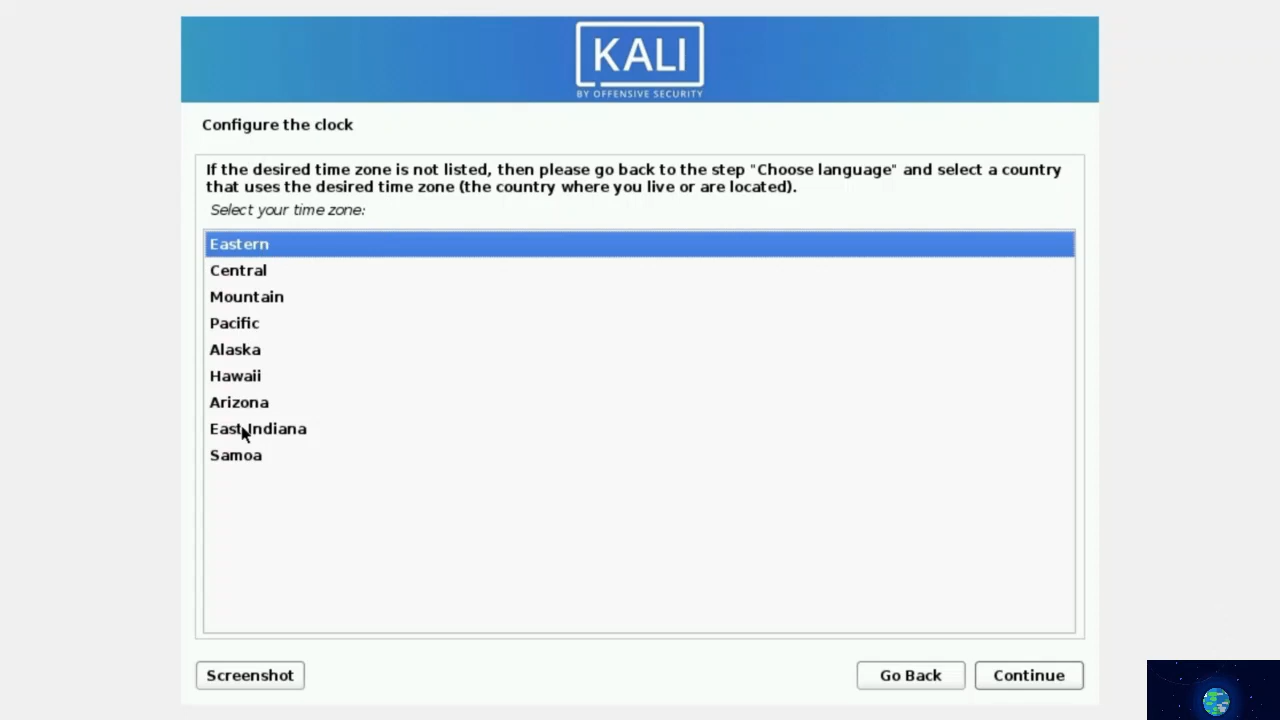 KALI
BY OFFENSIVE SECURITY
Configure the clock
If the desired time zone is not listed, then please go back to the step "Choose language" and select a country
that uses the desired time zone (the country where you live or are located).
Select your time zone:
Eastern
Central
Mountain
Pacific
Alaska
Hawaii
Arizona
East Indiana
Samoa
Screenshot
Go Back
Continue